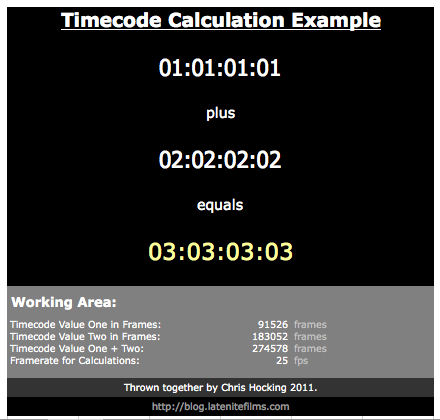 Timecode Calculation Example
01:01:01:01
plus
02:02:02:02
equals
03:03:03:03
Working Area:
Timecode Value One in Frames: 91526 frames
Timecode Value Two in Frames: 183052 frames
Timecode Value One + Two: 274578 frames
Framerate for Calculations: 25 fps
Thrown together by Chris Hocking 2011.
http://blog.latenitefilms.com